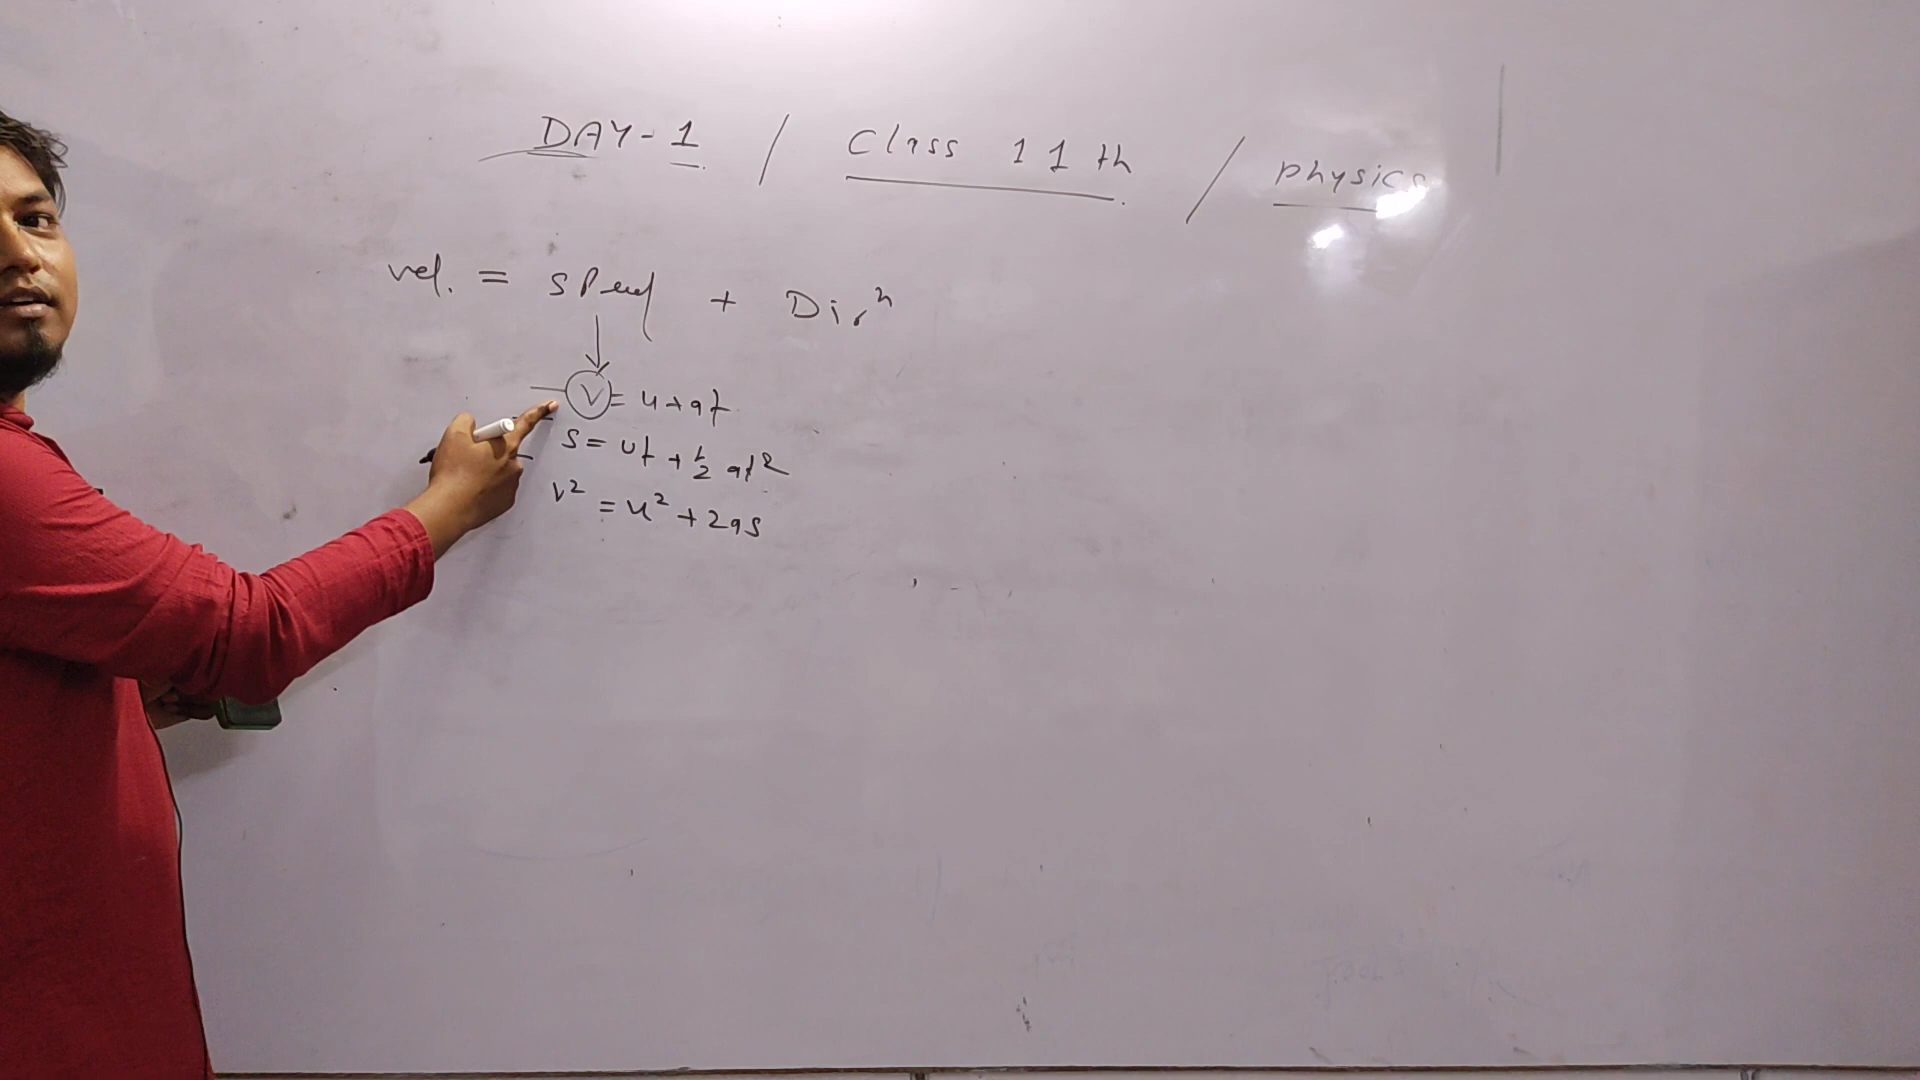 DAY-1 / Class 11th / physics
vel. = speed + Dirⁿ
V = u+at
S = ut + 1/2 at²
V² = u² + 2as